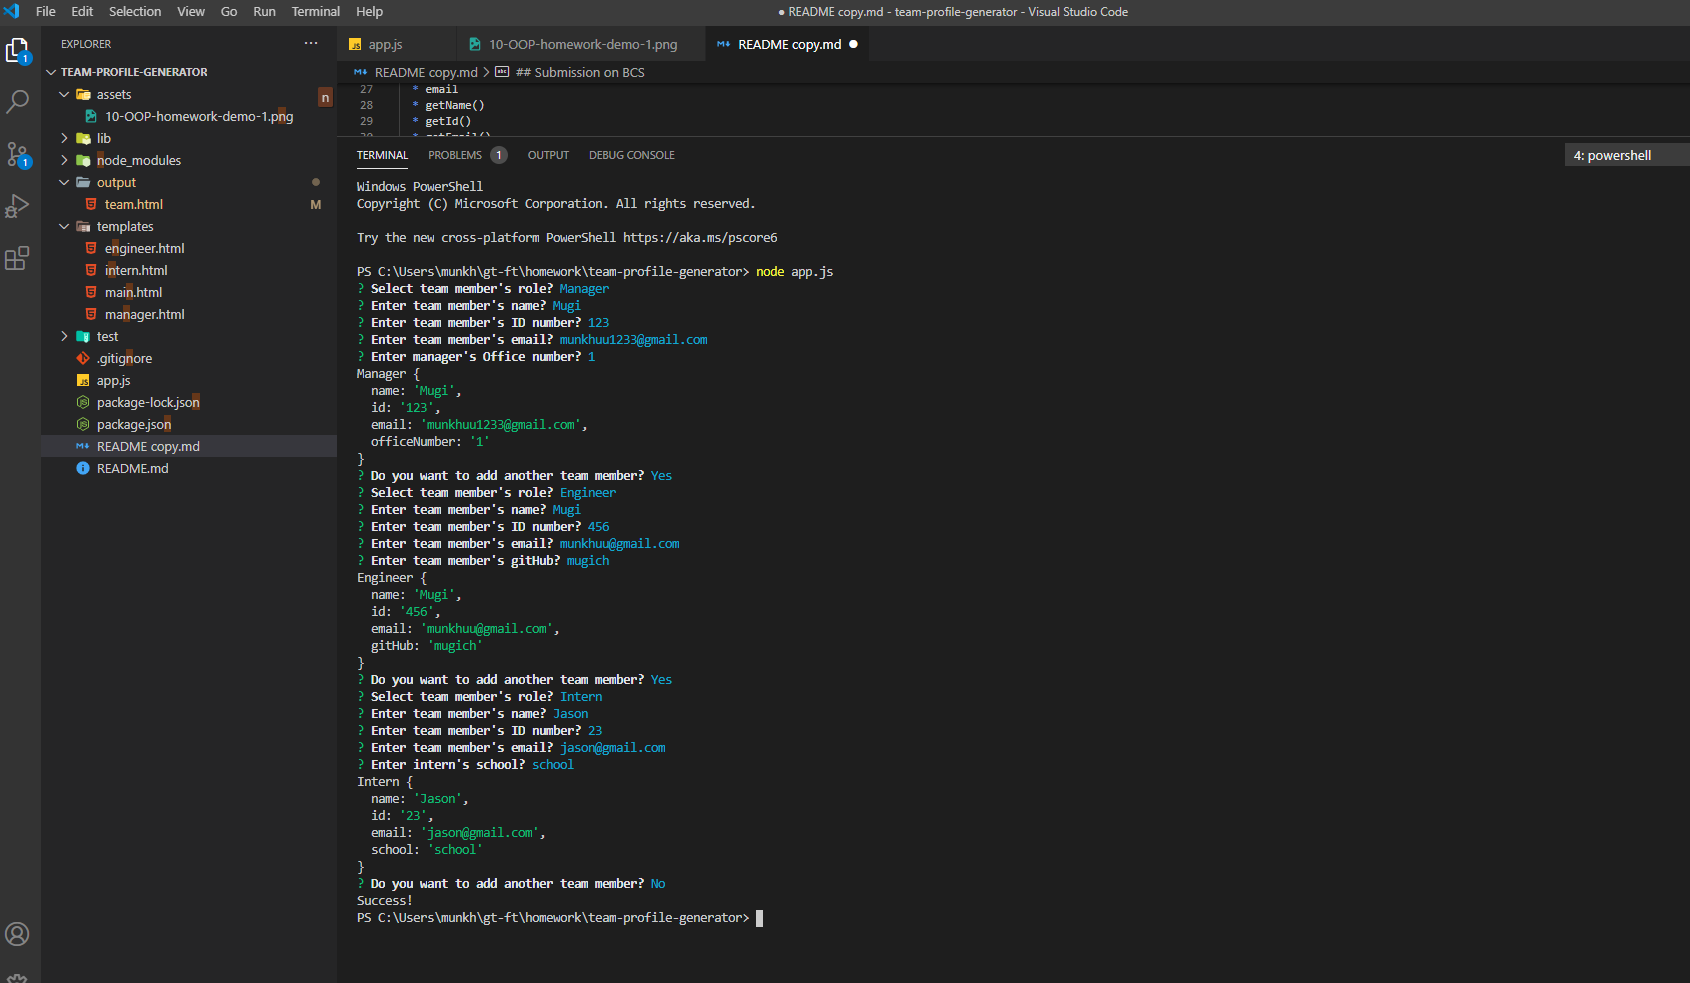 File Edit Selection View Go Run Terminal Help
● README copy.md - team-profile-generator - Visual Studio Code
EXPLORER ···
TEAM-PROFILE-GENERATOR
assets
n
10-OOP-homework-demo-1.png
lib
node_modules
output
team.html M
templates
engineer.html
intern.html
main.html
manager.html
test
.gitignore
app.js
package-lock.json
package.json
README copy.md
README.md
1
1
JS app.js
10-OOP-homework-demo-1.png
README copy.md ●
README copy.md > abc ## Submission on BCS
27 * email
28 * getName()
29 * getId()
30 * getEmail()
TERMINAL PROBLEMS 1 OUTPUT DEBUG CONSOLE
4: powershell
Windows PowerShell
Copyright (C) Microsoft Corporation. All rights reserved.
Try the new cross-platform PowerShell https://aka.ms/pscore6
PS C:\Users\munkh\gt-ft\homework\team-profile-generator> node app.js
? Select team member's role? Manager
? Enter team member's name? Mugi
? Enter team member's ID number? 123
? Enter team member's email? munkhuu1233@gmail.com
? Enter manager's Office number? 1
Manager {
name: 'Mugi',
id: '123',
email: 'munkhuu1233@gmail.com',
officeNumber: '1'
}
? Do you want to add another team member? Yes
? Select team member's role? Engineer
? Enter team member's name? Mugi
? Enter team member's ID number? 456
? Enter team member's email? munkhuu@gmail.com
? Enter team member's gitHub? mugich
Engineer {
name: 'Mugi',
id: '456',
email: 'munkhuu@gmail.com',
gitHub: 'mugich'
}
? Do you want to add another team member? Yes
? Select team member's role? Intern
? Enter team member's name? Jason
? Enter team member's ID number? 23
? Enter team member's email? jason@gmail.com
? Enter intern's school? school
Intern {
name: 'Jason',
id: '23',
email: 'jason@gmail.com',
school: 'school'
}
? Do you want to add another team member? No
Success!
PS C:\Users\munkh\gt-ft\homework\team-profile-generator>